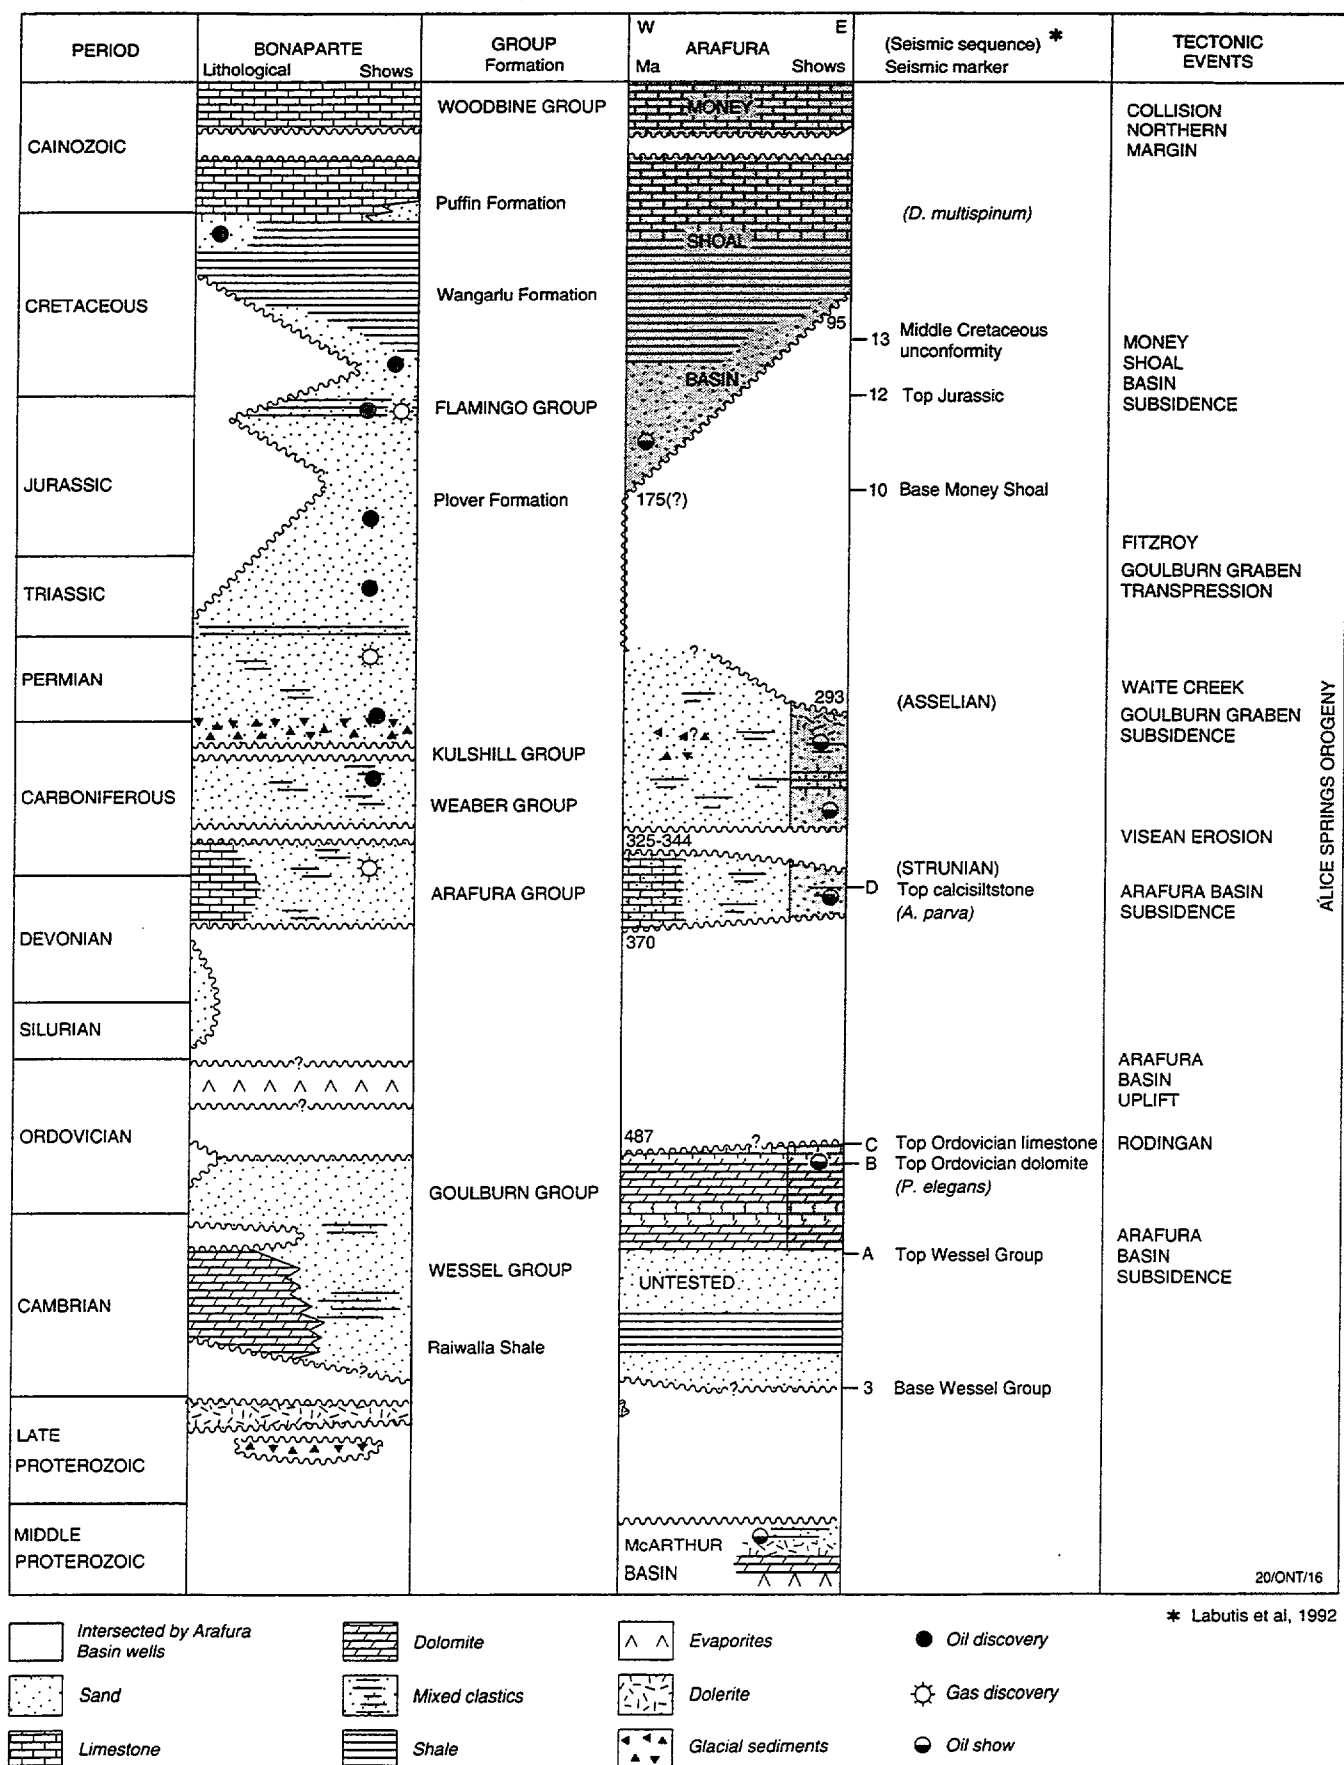 PERIOD
BONAPARTE
Lithological Shows
GROUP
Formation
W E
ARAFURA
Ma Shows
(Seismic sequence) *
Seismic marker
TECTONIC
EVENTS
CAINOZOIC
CRETACEOUS
JURASSIC
TRIASSIC
PERMIAN
CARBONIFEROUS
DEVONIAN
SILURIAN
ORDOVICIAN
CAMBRIAN
LATE
PROTEROZOIC
MIDDLE
PROTEROZOIC
?
?
?
WOODBINE GROUP
Puffin Formation
Wangarlu Formation
FLAMINGO GROUP
Plover Formation
KULSHILL GROUP
WEABER GROUP
ARAFURA GROUP
GOULBURN GROUP
WESSEL GROUP
Raiwalla Shale
MONEY
SHOAL
95
BASIN
175(?)
?
293
?
325-344
370
487
?
UNTESTED
?
McARTHUR
BASIN
(D. multispinum)
13 Middle Cretaceous
unconformity
12 Top Jurassic
10 Base Money Shoal
(ASSELIAN)
(STRUNIAN)
D Top calcisiltstone
(A. parva)
C Top Ordovician limestone
B Top Ordovician dolomite
(P. elegans)
A Top Wessel Group
3 Base Wessel Group
COLLISION
NORTHERN
MARGIN
MONEY
SHOAL
BASIN
SUBSIDENCE
FITZROY
GOULBURN GRABEN
TRANSPRESSION
WAITE CREEK
GOULBURN GRABEN
SUBSIDENCE
VISEAN EROSION
ARAFURA BASIN
SUBSIDENCE
ARAFURA
BASIN
UPLIFT
RODINGAN
ARAFURA
BASIN
SUBSIDENCE
ALICE SPRINGS OROGENY
20/ONT/16
* Labutis et al, 1992
Intersected by Arafura
Basin wells
Dolomite
Evaporites
Oil discovery
Sand
Mixed clastics
Dolerite
Gas discovery
Limestone
Shale
Glacial sediments
Oil show